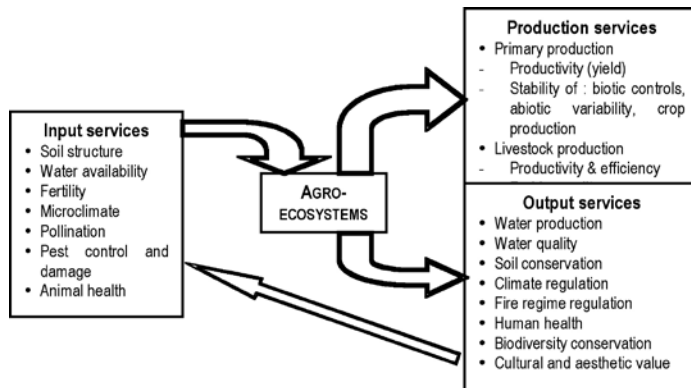 Input services
• Soil structure
• Water availability
• Fertility
• Microclimate
• Pollination
• Pest control and
damage
• Animal health
AGRO-
ECOSYSTEMS
Production services
• Primary production
- Productivity (yield)
- Stability of : biotic controls,
abiotic variability, crop
production
• Livestock production
- Productivity & efficiency
Output services
• Water production
• Water quality
• Soil conservation
• Climate regulation
• Fire regime regulation
• Human health
• Biodiversity conservation
• Cultural and aesthetic value